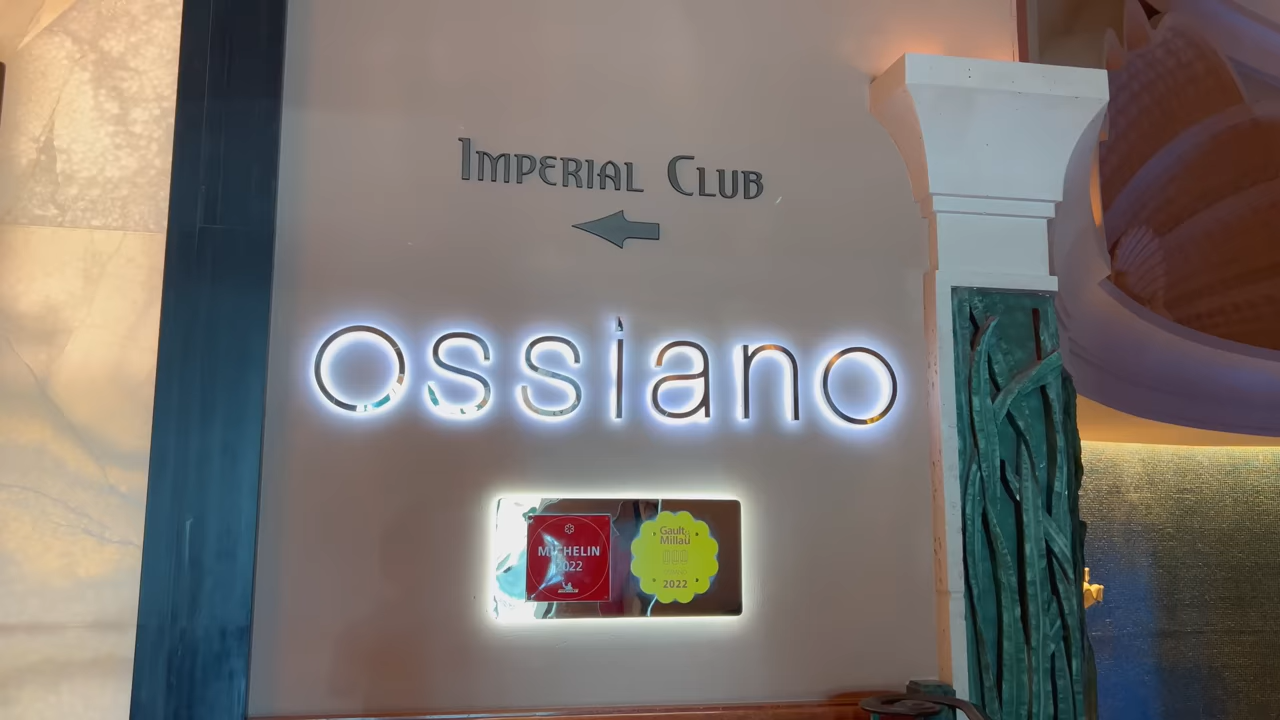 IMPERIAL CLUB
ossiano
MICHELIN
2022
Gault&
Millau
2022